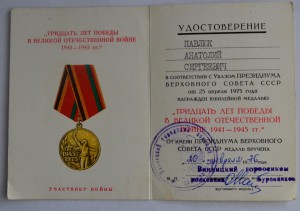 "ТРИДЦАТЬ ЛЕТ ПОБЕДЫ
В ВЕЛИКОЙ ОТЕЧЕСТВЕННОЙ ВОЙНЕ
1941—1945 гг."
УЧАСТНИКУ ВОЙНЫ
УДОСТОВЕРЕНИЕ
ПАВЛЮК
АНАТОЛИЙ
СЕРГЕЕВИЧ
В СООТВЕТСТВИИ С УКАЗОМ ПРЕЗИДИУМА
ВЕРХОВНОГО СОВЕТА СССР
от 25 апреля 1975 года
НАГРАЖДЕН ЮБИЛЕЙНОЙ МЕДАЛЬЮ
"ТРИДЦАТЬ ЛЕТ ПОБЕДЫ
В ВЕЛИКОЙ ОТЕЧЕСТВЕННОЙ
ВОЙНЕ 1941—1945 гг."
ОТ ИМЕНИ ПРЕЗИДИУМА ВЕРХОВНОГО
СОВЕТА СССР МЕДАЛЬ ВРУЧЕНА